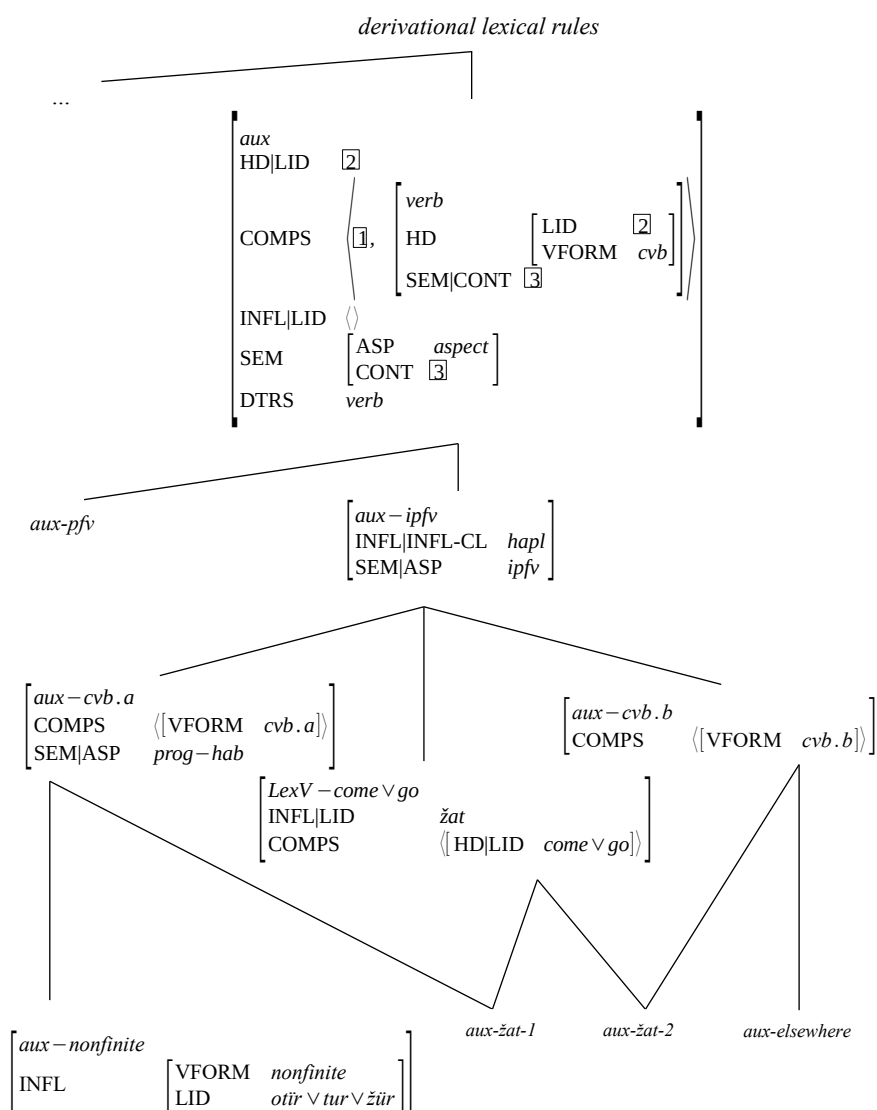 derivational lexical rules
...
aux
HD|LID 2
COMPS ⟨ 1 , verb
HD LID 2
VFORM cvb
SEM|CONT 3 ⟩
INFL|LID ⟨⟩
SEM ASP aspect
CONT 3
DTRS verb
aux-pfv
aux−ipfv
INFL|INFL-CL hapl
SEM|ASP ipfv
aux−cvb.a
COMPS ⟨[VFORM cvb.a]⟩
SEM|ASP prog−hab
aux−cvb.b
COMPS ⟨[VFORM cvb.b]⟩
LexV−come∨go
INFL|LID žat
COMPS ⟨[HD|LID come∨go]⟩
aux-žat-1 aux-žat-2 aux-elsewhere
aux−nonfinite
INFL VFORM nonfinite
LID otïr∨tur∨žür